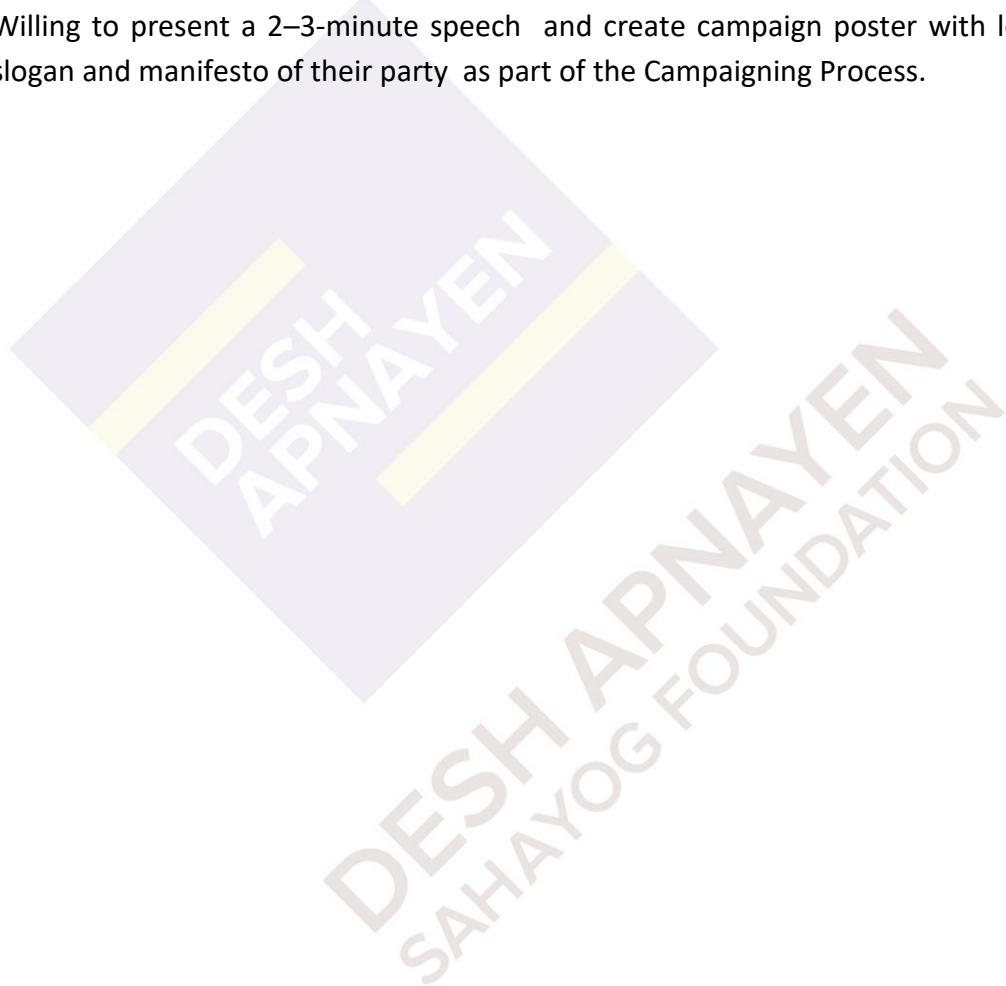 Willing to present a 2–3-minute speech and create campaign poster with
slogan and manifesto of their party as part of the Campaigning Process.
DESH
APNAYEN
DESH APNAYEN
SAHAYOG FOUNDATION